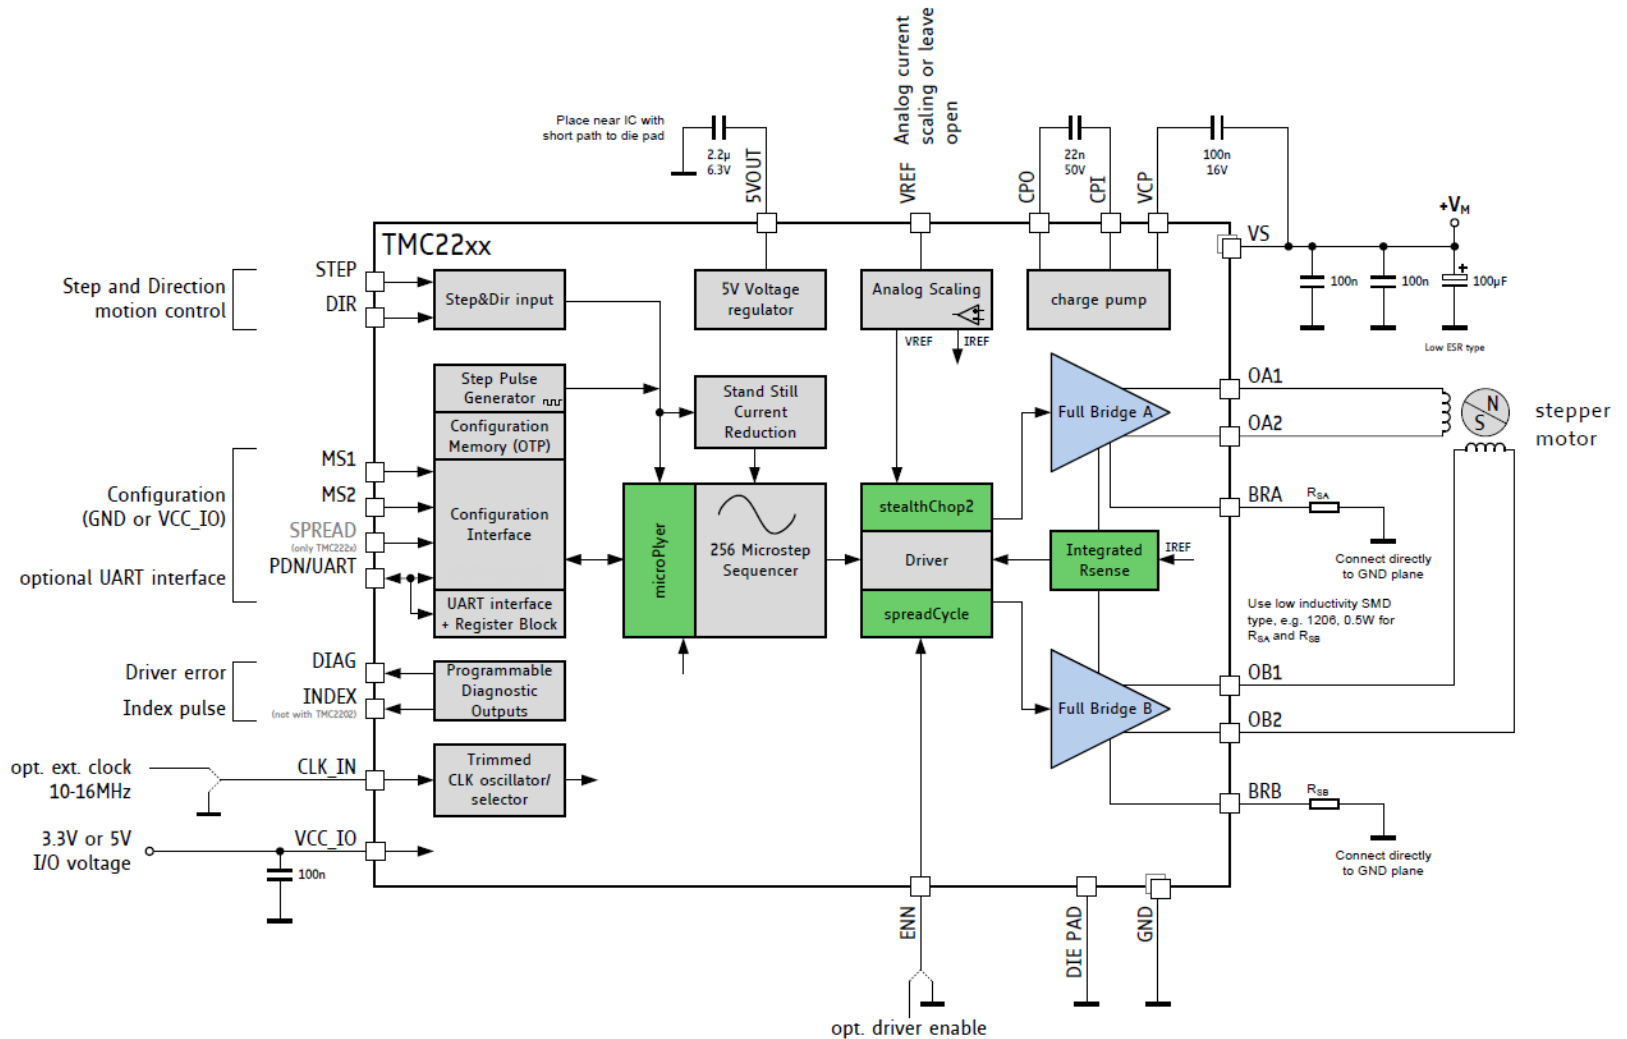 Analog current
scaling or leave
open
Place near IC with
short path to die pad
2.2µ
6.3V
22n
50V
100n
16V
5VOUT
VREF
CPO
CPI
VCP
+VM
TMC22xx
VS
Step and Direction
motion control
STEP
DIR
Step&Dir input
5V Voltage
regulator
Analog Scaling
charge pump
100n
100n
+
100µF
VREF
IREF
Low ESR type
Step Pulse
Generator
Stand Still
Current
Reduction
Configuration
Memory (OTP)
Full Bridge A
OA1
OA2
N
S
stepper
motor
Configuration
(GND or VCC_IO)
optional UART interface
MS1
MS2
SPREAD
(only TMC222x)
PDN/UART
Configuration
Interface
UART interface
+ Register Block
microPlyer
256 Microstep
Sequencer
stealthChop2
Driver
spreadCycle
Integrated
Rsense
IREF
BRA
RSA
Connect directly
to GND plane
Use low inductivity SMD
type, e.g. 1206, 0.5W for
RSA and RSB
Driver error
Index pulse
DIAG
INDEX
(not with TMC2202)
Programmable
Diagnostic
Outputs
Full Bridge B
OB1
OB2
opt. ext. clock
10-16MHz
CLK_IN
Trimmed
CLK oscillator/
selector
BRB
RSB
Connect directly
to GND plane
3.3V or 5V
I/O voltage
VCC_IO
100n
ENN
DIE PAD
GND
opt. driver enable